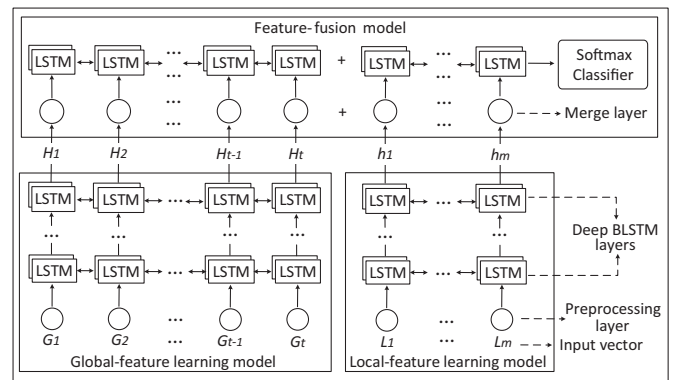 Feature-fusion model
LSTM LSTM ... LSTM LSTM + LSTM ... LSTM Softmax Classifier
... ...
... + ... Merge layer
... ...
H1 H2 Ht-1 Ht h1 hm
LSTM LSTM ... LSTM LSTM LSTM ... LSTM
... ... ... ... ... ... Deep BLSTM layers
LSTM LSTM ... LSTM LSTM LSTM ... LSTM
... ... Preprocessing layer
G1 G2 ... Gt-1 Gt L1 ... Lm Input vector
Global-feature learning model Local-feature learning model